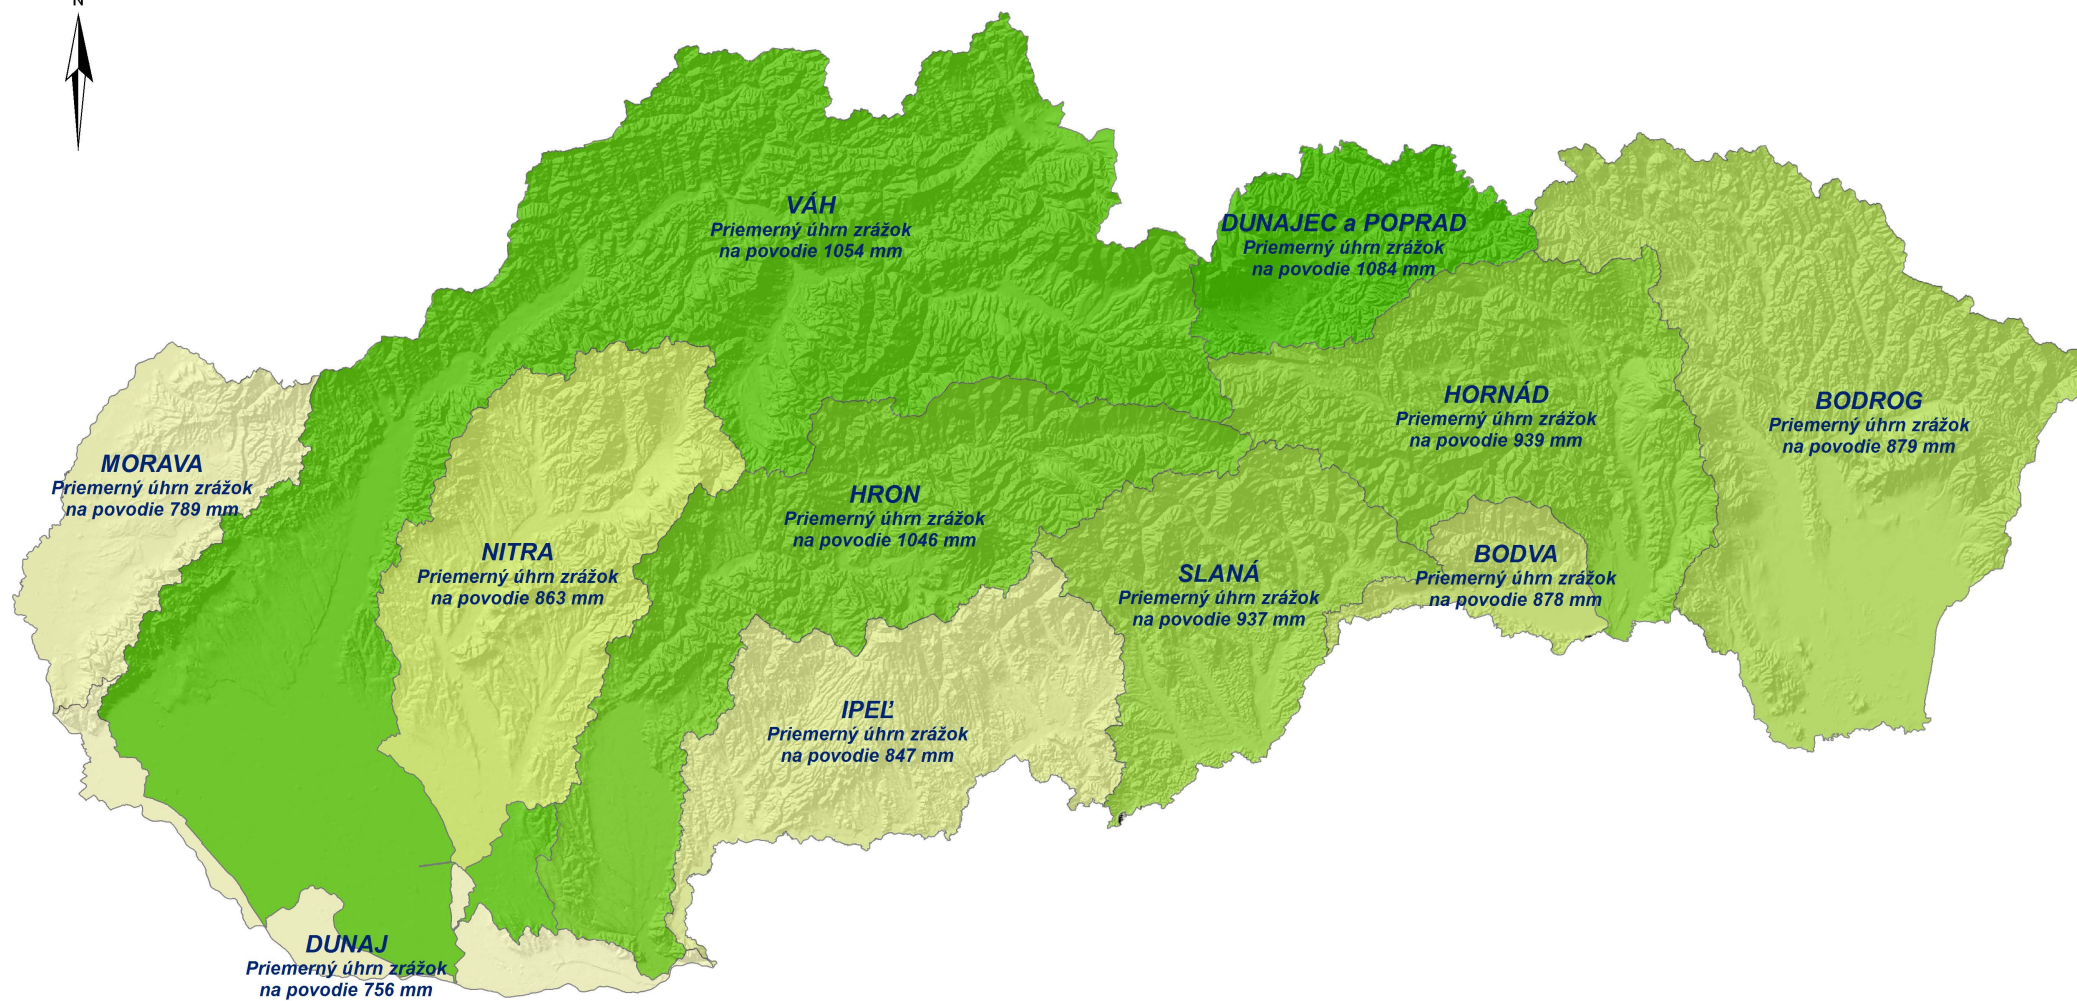 N
VÁH
Priemerný úhrn zrážok
na povodie 1054 mm
DUNAJEC a POPRAD
Priemerný úhrn zrážok
na povodie 1084 mm
HORNÁD
Priemerný úhrn zrážok
na povodie 939 mm
BODROG
Priemerný úhrn zrážok
na povodie 879 mm
MORAVA
Priemerný úhrn zrážok
na povodie 789 mm
HRON
Priemerný úhrn zrážok
na povodie 1046 mm
NITRA
Priemerný úhrn zrážok
na povodie 863 mm
SLANÁ
Priemerný úhrn zrážok
na povodie 937 mm
BODVA
Priemerný úhrn zrážok
na povodie 878 mm
IPEĽ
Priemerný úhrn zrážok
na povodie 847 mm
DUNAJ
Priemerný úhrn zrážok
na povodie 756 mm